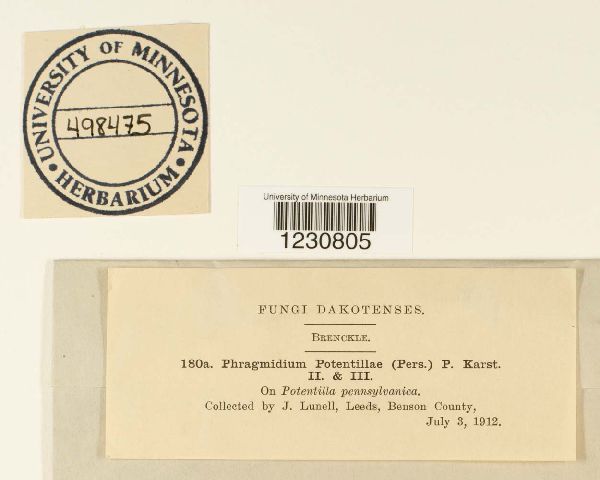 UNIVERSITY OF MINNESOTA
• HERBARIUM •
498475
University of Minnesota Herbarium
1230805
FUNGI DAKOTENSES.
BRENCKLE.
180a. Phragmidium Potentillae (Pers.) P. Karst.
II. & III.
On Potentilla pennsylvanica.
Collected by J. Lunell, Leeds, Benson County,
July 3, 1912.